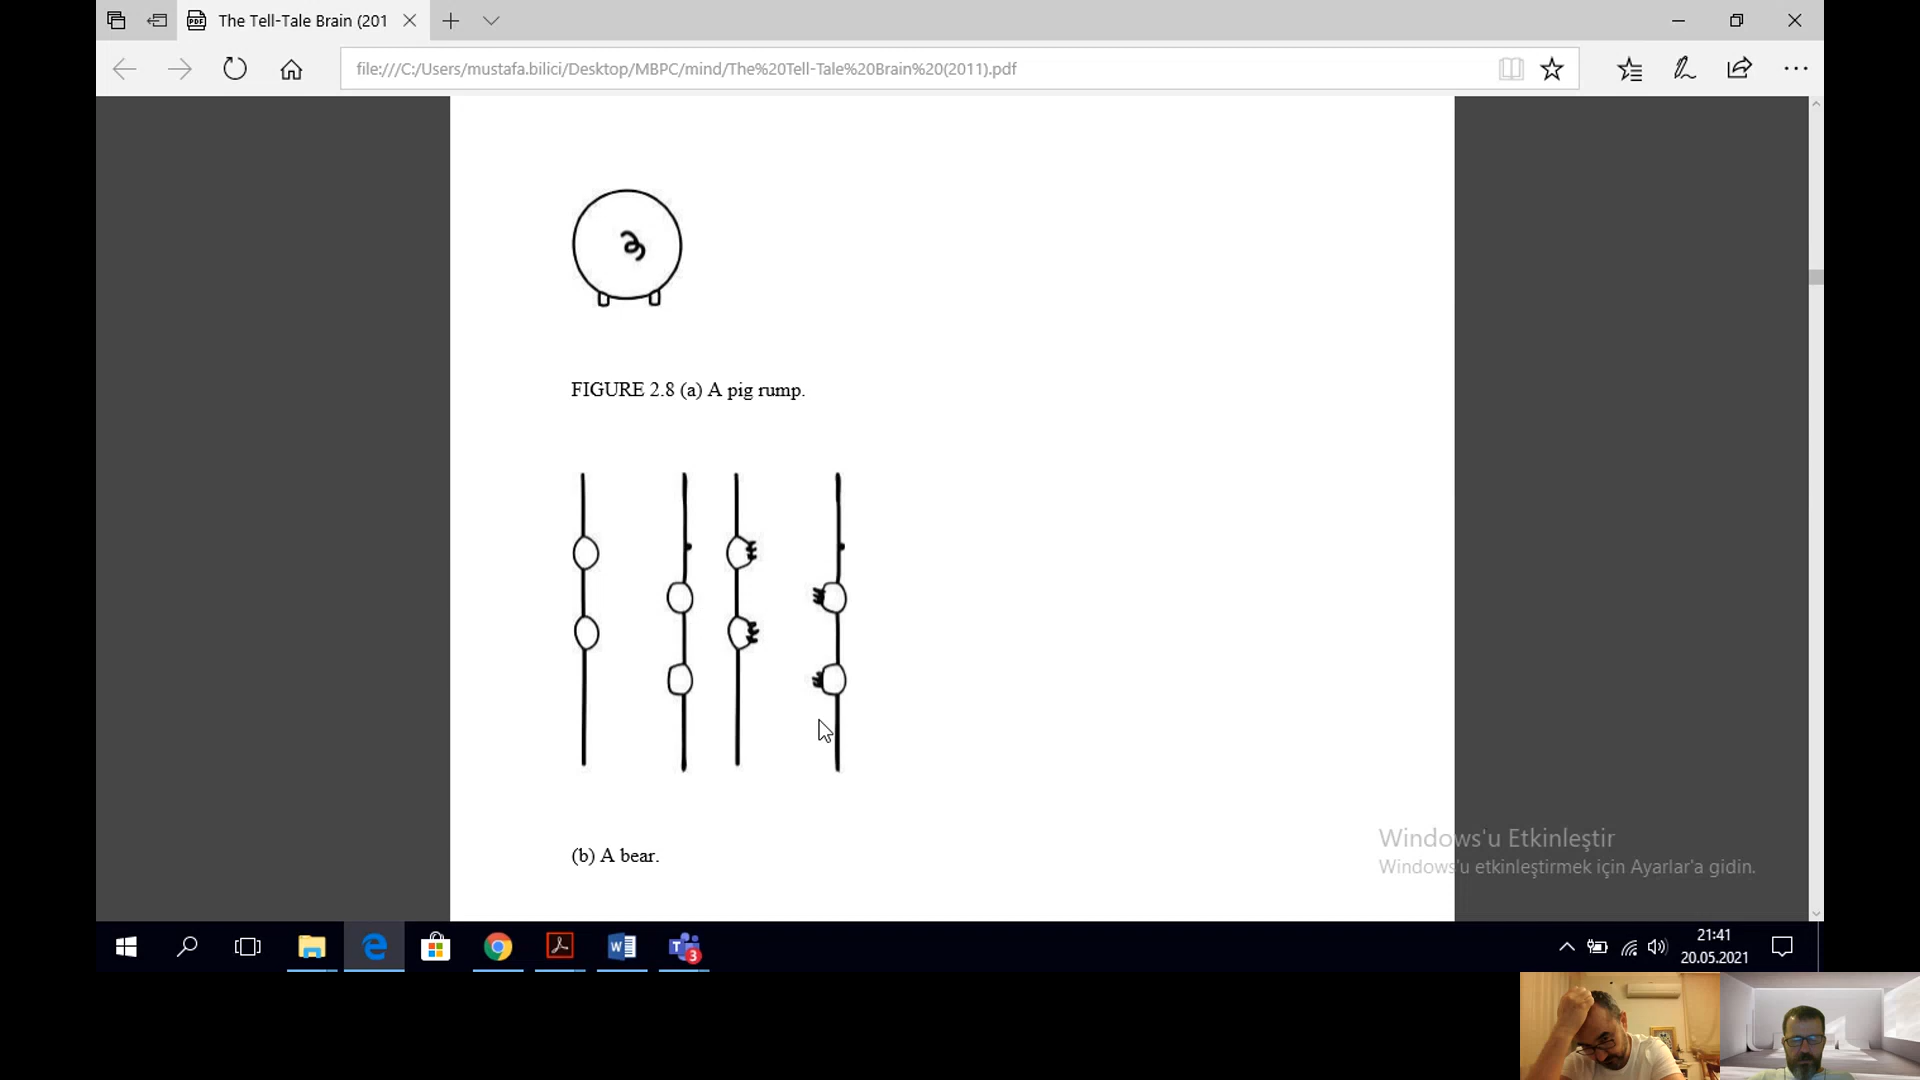 The Tell-Tale Brain (201
file:///C:/Users/mustafa.bilici/Desktop/MBPC/mind/The%20Tell-Tale%20Brain%20(2011).pdf
FIGURE 2.8 (a) A pig rump.
(b) A bear.
Windows'u Etkinleştir
Windows'u etkinleştirmek için Ayarlar'a gidin.
3
21:41
20.05.2021